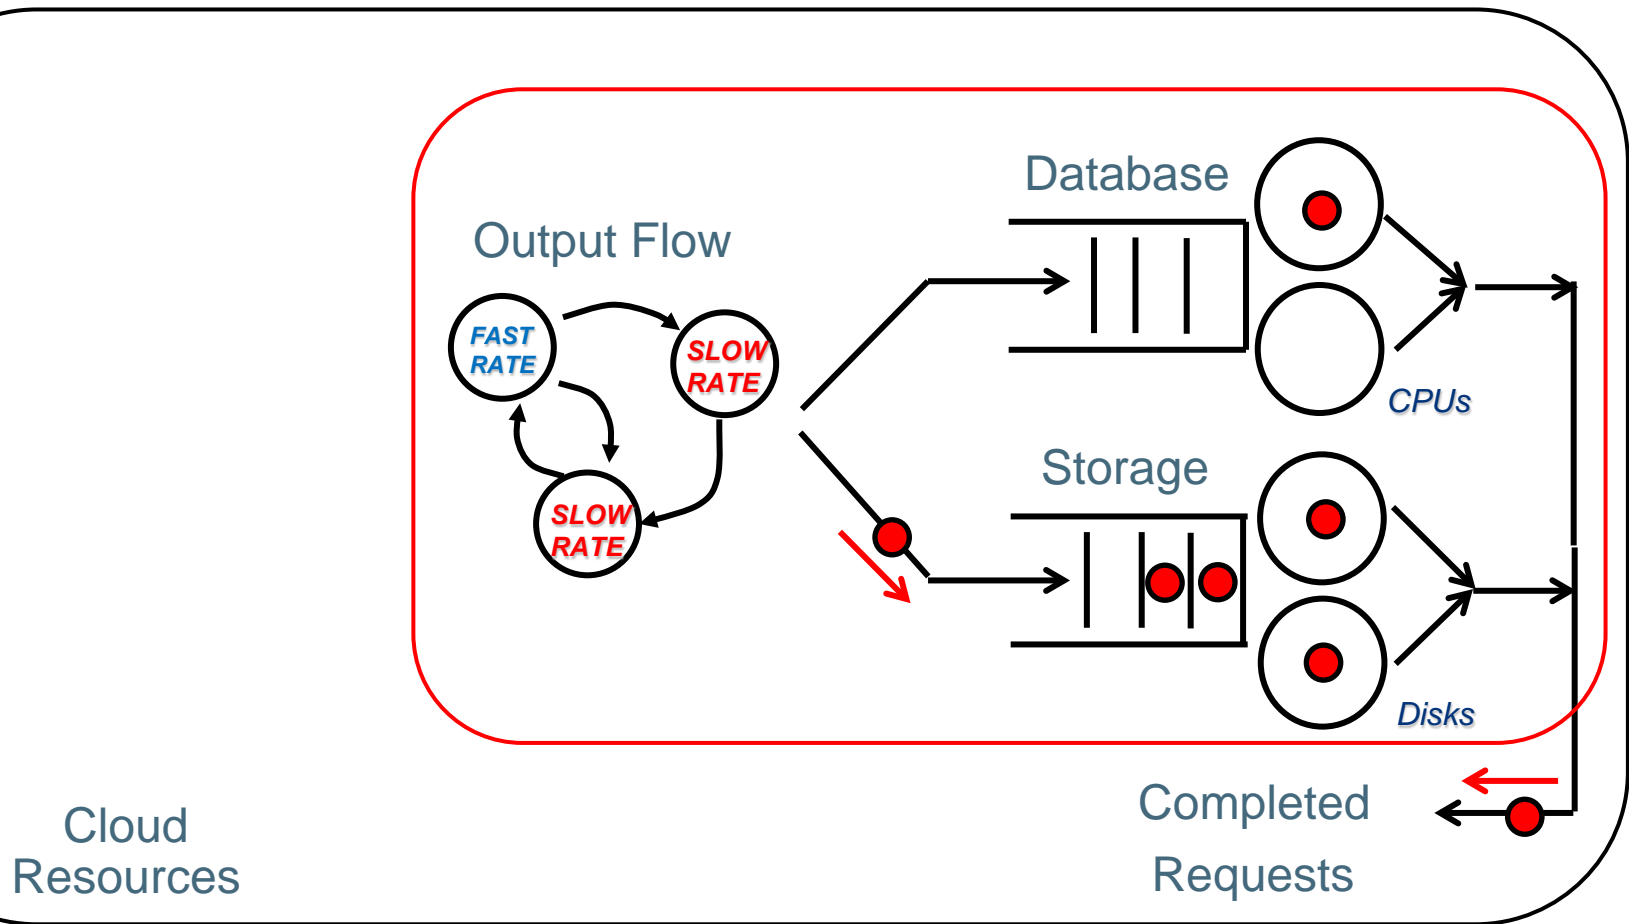 Database
Output Flow
FAST
RATE
SLOW
RATE
SLOW
RATE
CPUs
Storage
Disks
Completed
Requests
Cloud
Resources